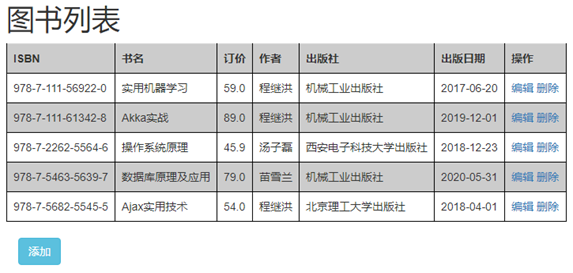 图书列表
ISBN 书名 订价 作者 出版社 出版日期 操作
978-7-111-56922-0 实用机器学习 59.0 程继洪 机械工业出版社 2017-06-20 编辑 删除
978-7-111-61342-8 Akka实战 89.0 程继洪 机械工业出版社 2019-12-01 编辑 删除
978-7-2262-5564-6 操作系统原理 45.9 汤子磊 西安电子科技大学出版社 2018-12-23 编辑 删除
978-7-5463-5639-7 数据库原理及应用 79.0 苗雪兰 机械工业出版社 2020-05-31 编辑 删除
978-7-5682-5545-5 Ajax实用技术 54.0 程继洪 北京理工大学出版社 2018-04-01 编辑 删除
添加